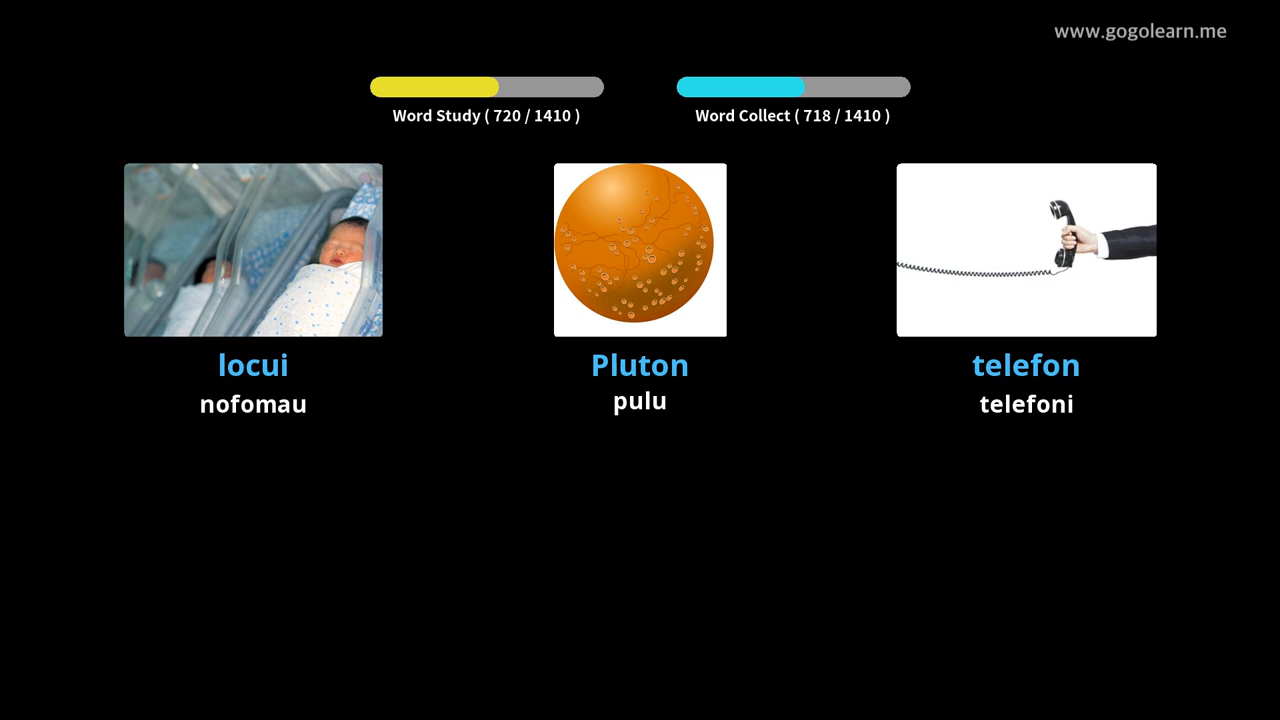 www.gogolearn.me
Word Study ( 720 / 1410 )
Word Collect ( 718 / 1410 )
locui
nofomau
Pluton
pulu
telefon
telefoni